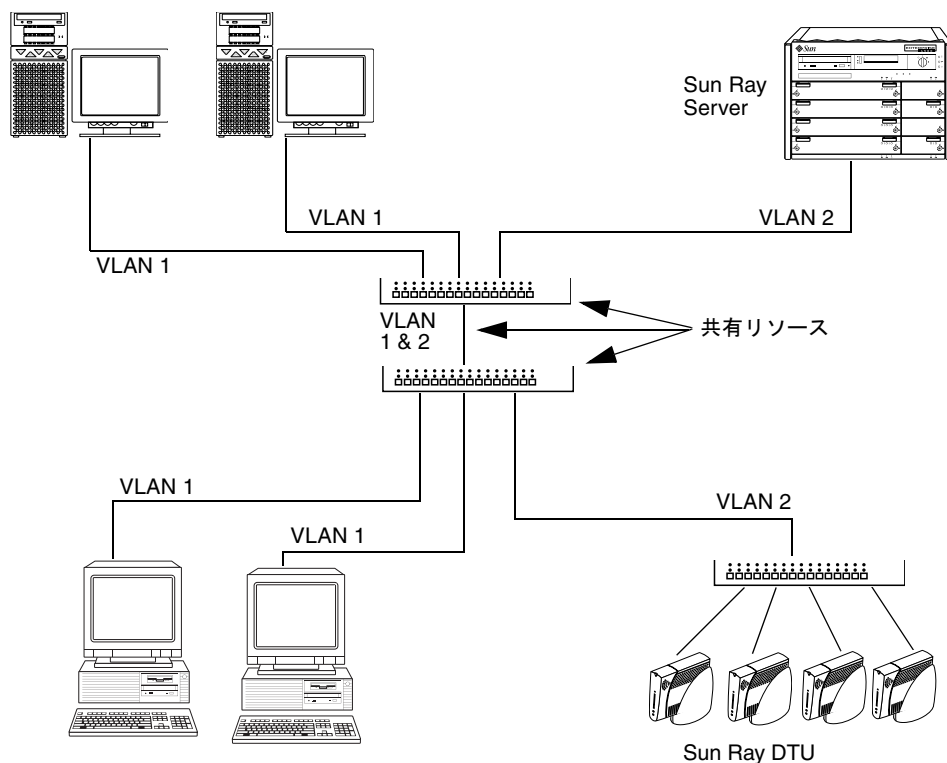 Sun
Sun Ray
Server
VLAN 1
VLAN 2
VLAN 1
VLAN
1 & 2
共有リソース
VLAN 1
VLAN 2
VLAN 1
Sun Ray DTU